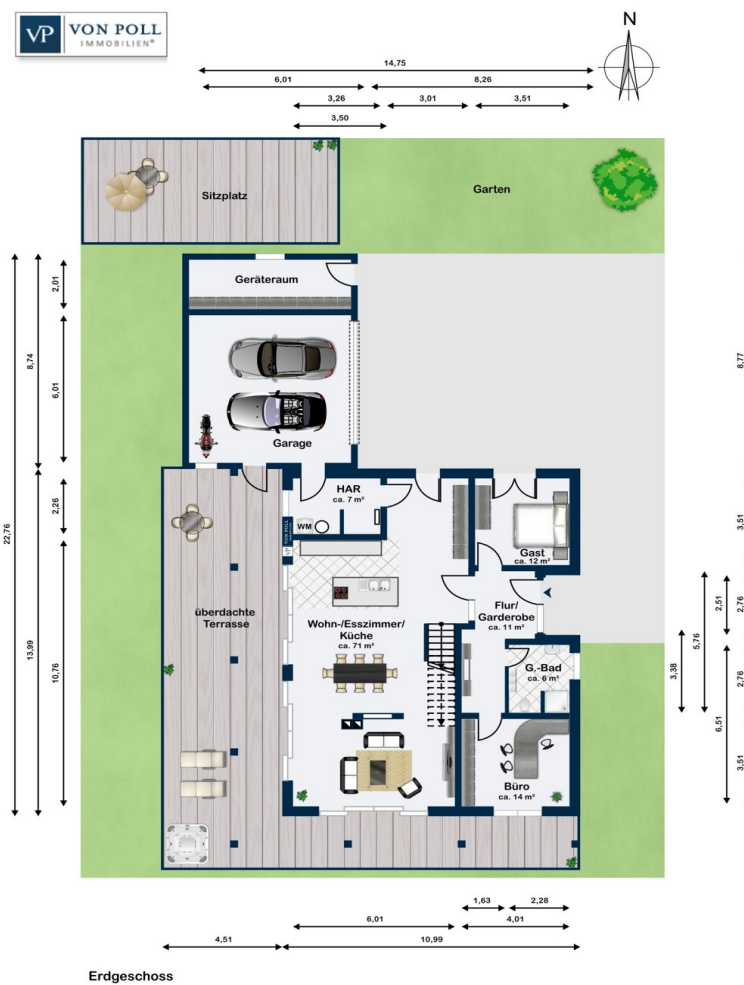 VP VON POLL
IMMOBILIEN®
N
14,75
6,01 8,26
3,26 3,01 3,51
3,50
Sitzplatz
Garten
Geräteraum
Garage
HAR
ca. 7 m²
WM
VP VON POLL
IMMOBILIEN
Gast
ca. 12 m²
Flur/
Garderobe
ca. 11 m²
überdachte
Terrasse
Wohn-/Esszimmer/
Küche
ca. 71 m²
G.-Bad
ca. 6 m²
Büro
ca. 14 m²
22,76
8,74
13,99
2,01
6,01
2,26
10,76
8,77
3,51
2,76
2,76
3,51
2,51
6,51
5,76
3,38
1,63 2,28
6,01 4,01
4,51 10,99
Erdgeschoss